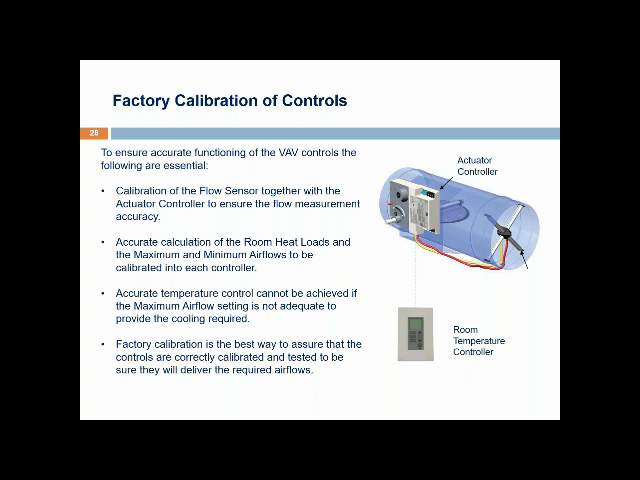 Factory Calibration of Controls
28
To ensure accurate functioning of the VAV controls the
following are essential:
• Calibration of the Flow Sensor together with the
Actuator Controller to ensure the flow measurement
accuracy.
• Accurate calculation of the Room Heat Loads and
the Maximum and Minimum Airflows to be
calibrated into each controller.
• Accurate temperature control cannot be achieved if
the Maximum Airflow setting is not adequate to
provide the cooling required.
• Factory calibration is the best way to assure that the
controls are correctly calibrated and tested to be
sure they will deliver the required airflows.
Actuator
Controller
Room
Temperature
Controller